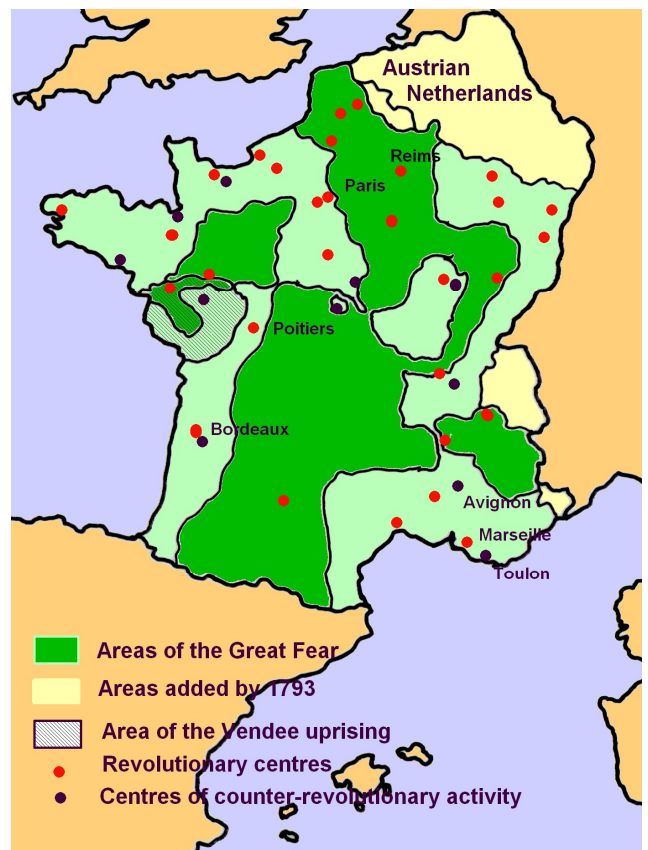 Austrian
Netherlands
Reims
Paris
Poitiers
Bordeaux
Avignon
Marseille
Toulon
Areas of the Great Fear
Areas added by 1793
Area of the Vendee uprising
Revolutionary centres
Centres of counter-revolutionary activity